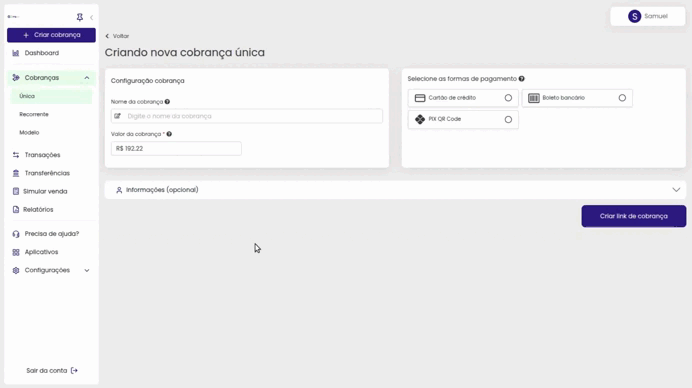 Criar cobrança
Dashboard
Cobranças
Única
Recorrente
Modelo
Transações
Transferências
Simular venda
Relatórios
Precisa de ajuda?
Aplicativos
Configurações
Sair da conta
S Samuel
Voltar
Criando nova cobrança única
Configuração cobrança
Nome da cobrança
Digite o nome da cobrança
Valor da cobrança *
R$ 192.22
Selecione as formas de pagamento
Cartão de crédito
Boleto bancário
PIX QR Code
Informações (opcional)
Criar link de cobrança